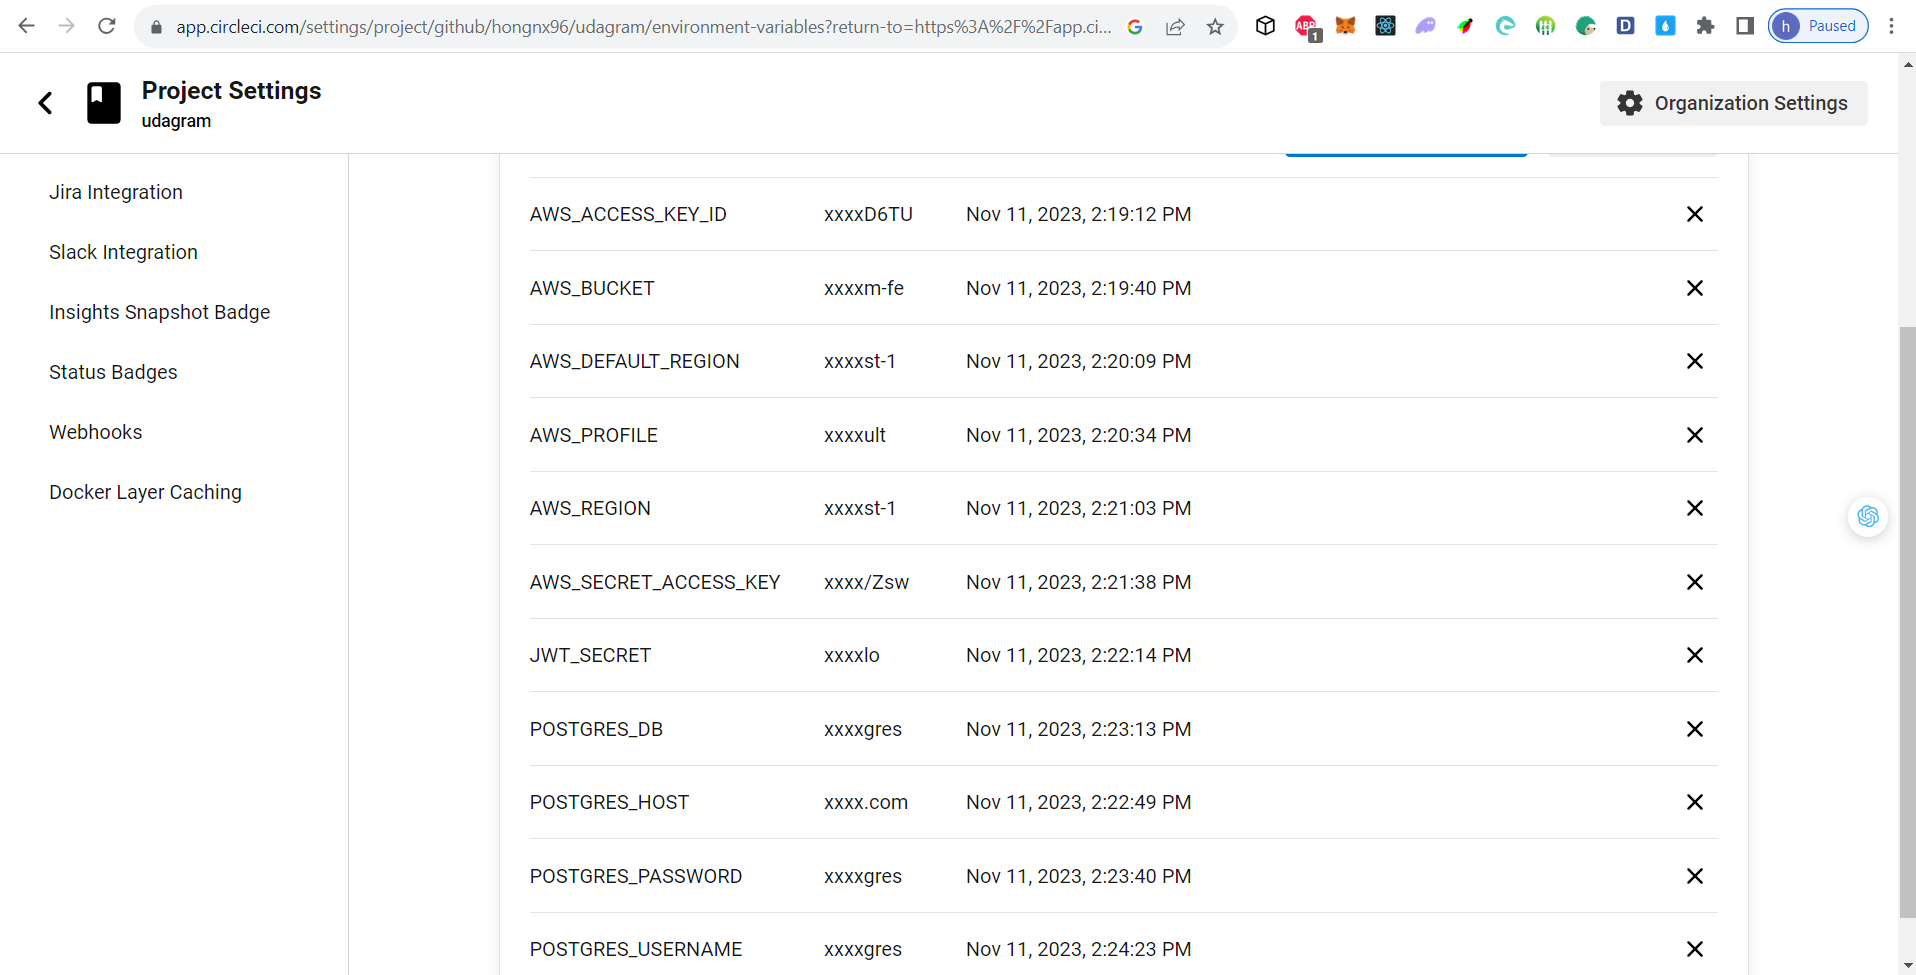 app.circleci.com/settings/project/github/hongnx96/udagram/environment-variables?return-to=https%3A%2F%2Fapp.ci...
ABP
1
D
h
Paused
Project Settings
udagram
Organization Settings
Jira Integration
Slack Integration
Insights Snapshot Badge
Status Badges
Webhooks
Docker Layer Caching
AWS_ACCESS_KEY_ID xxxxD6TU Nov 11, 2023, 2:19:12 PM
AWS_BUCKET xxxxm-fe Nov 11, 2023, 2:19:40 PM
AWS_DEFAULT_REGION xxxxst-1 Nov 11, 2023, 2:20:09 PM
AWS_PROFILE xxxxult Nov 11, 2023, 2:20:34 PM
AWS_REGION xxxxst-1 Nov 11, 2023, 2:21:03 PM
AWS_SECRET_ACCESS_KEY xxxx/Zsw Nov 11, 2023, 2:21:38 PM
JWT_SECRET xxxxlo Nov 11, 2023, 2:22:14 PM
POSTGRES_DB xxxxgres Nov 11, 2023, 2:23:13 PM
POSTGRES_HOST xxxx.com Nov 11, 2023, 2:22:49 PM
POSTGRES_PASSWORD xxxxgres Nov 11, 2023, 2:23:40 PM
POSTGRES_USERNAME xxxxgres Nov 11, 2023, 2:24:23 PM